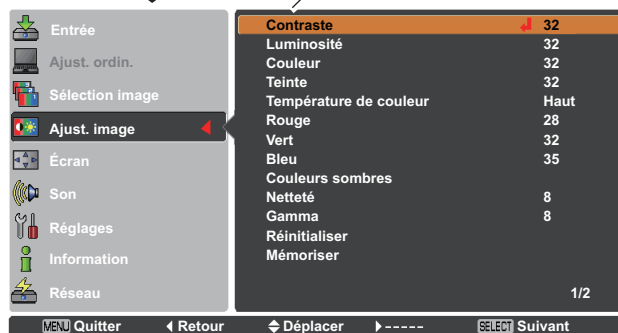 Entrée
Ajust. ordin.
Sélection image
Ajust. image
Écran
Son
Réglages
Information
Réseau
Contraste 32
Luminosité 32
Couleur 32
Teinte 32
Température de couleur Haut
Rouge 28
Vert 32
Bleu 35
Couleurs sombres
Netteté 8
Gamma 8
Réinitialiser
Mémoriser
1/2
MENU Quitter Retour Déplacer ----- SELECT Suivant